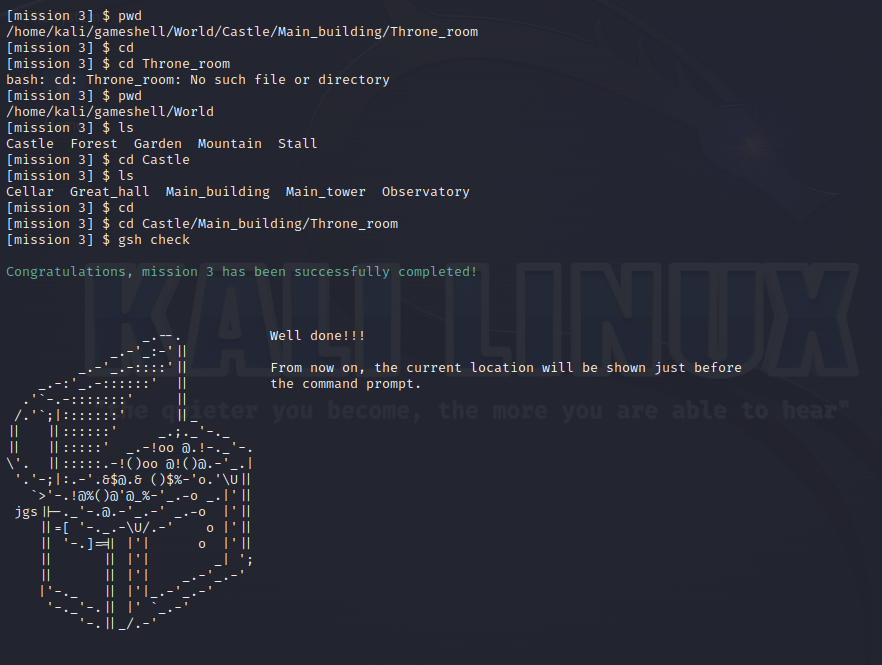 [mission 3] $ pwd
/home/kali/gameshell/World/Castle/Main_building/Throne_room
[mission 3] $ cd
[mission 3] $ cd Throne_room
bash: cd: Throne_room: No such file or directory
[mission 3] $ pwd
/home/kali/gameshell/World
[mission 3] $ ls
Castle  Forest  Garden  Mountain  Stall
[mission 3] $ cd Castle
[mission 3] $ ls
Cellar  Great_hall  Main_building  Main_tower  Observatory
[mission 3] $ cd
[mission 3] $ cd Castle/Main_building/Throne_room
[mission 3] $ gsh check
Congratulations, mission 3 has been successfully completed!
KALI LINUX
Well done!!!
From now on, the current location will be shown just before
the command prompt.
"the quieter you become, the more you are able to hear"
jgs